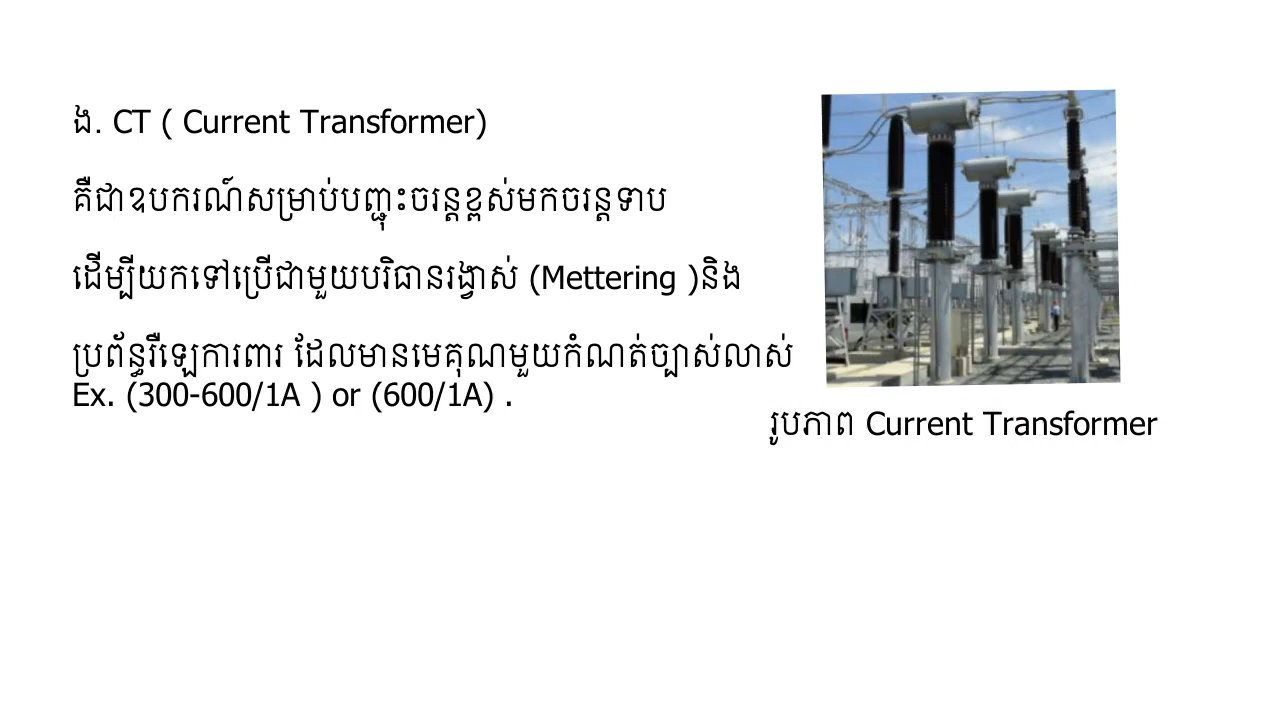 ង. CT ( Current Transformer)
គឺជាឧបករណ៍សម្រាប់បញ្ជុះចរន្តខ្ពស់មកចរន្តទាប
ដើម្បីយកទៅប្រើជាមួយបរិធានរង្វាស់ (Mettering )និង
ប្រព័ន្ធរឺឡេការពារ ដែលមានមេគុណមួយកំណត់ច្បាស់លាស់
Ex. (300-600/1A ) or (600/1A) .
រូបភាព Current Transformer